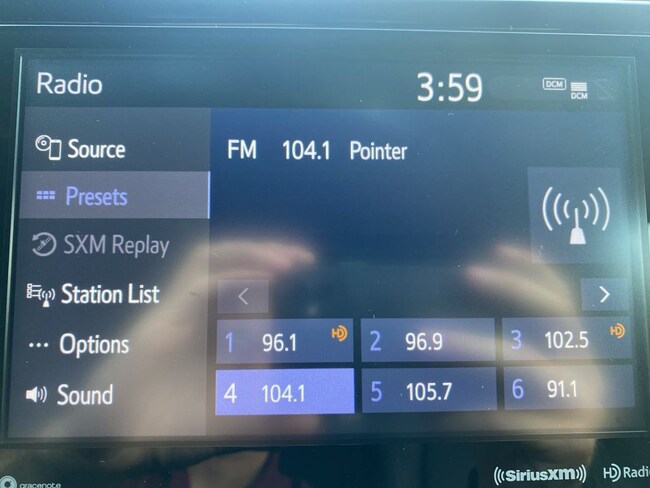 Radio
3:59
DCM
DCM
Source
FM 104.1 Pointer
Presets
SXM Replay
Station List
Options
Sound
1 96.1 HD
2 96.9
3 102.5 HD
4 104.1
5 105.7
6 91.1
gracenote
((SiriusXM))
HD Radio